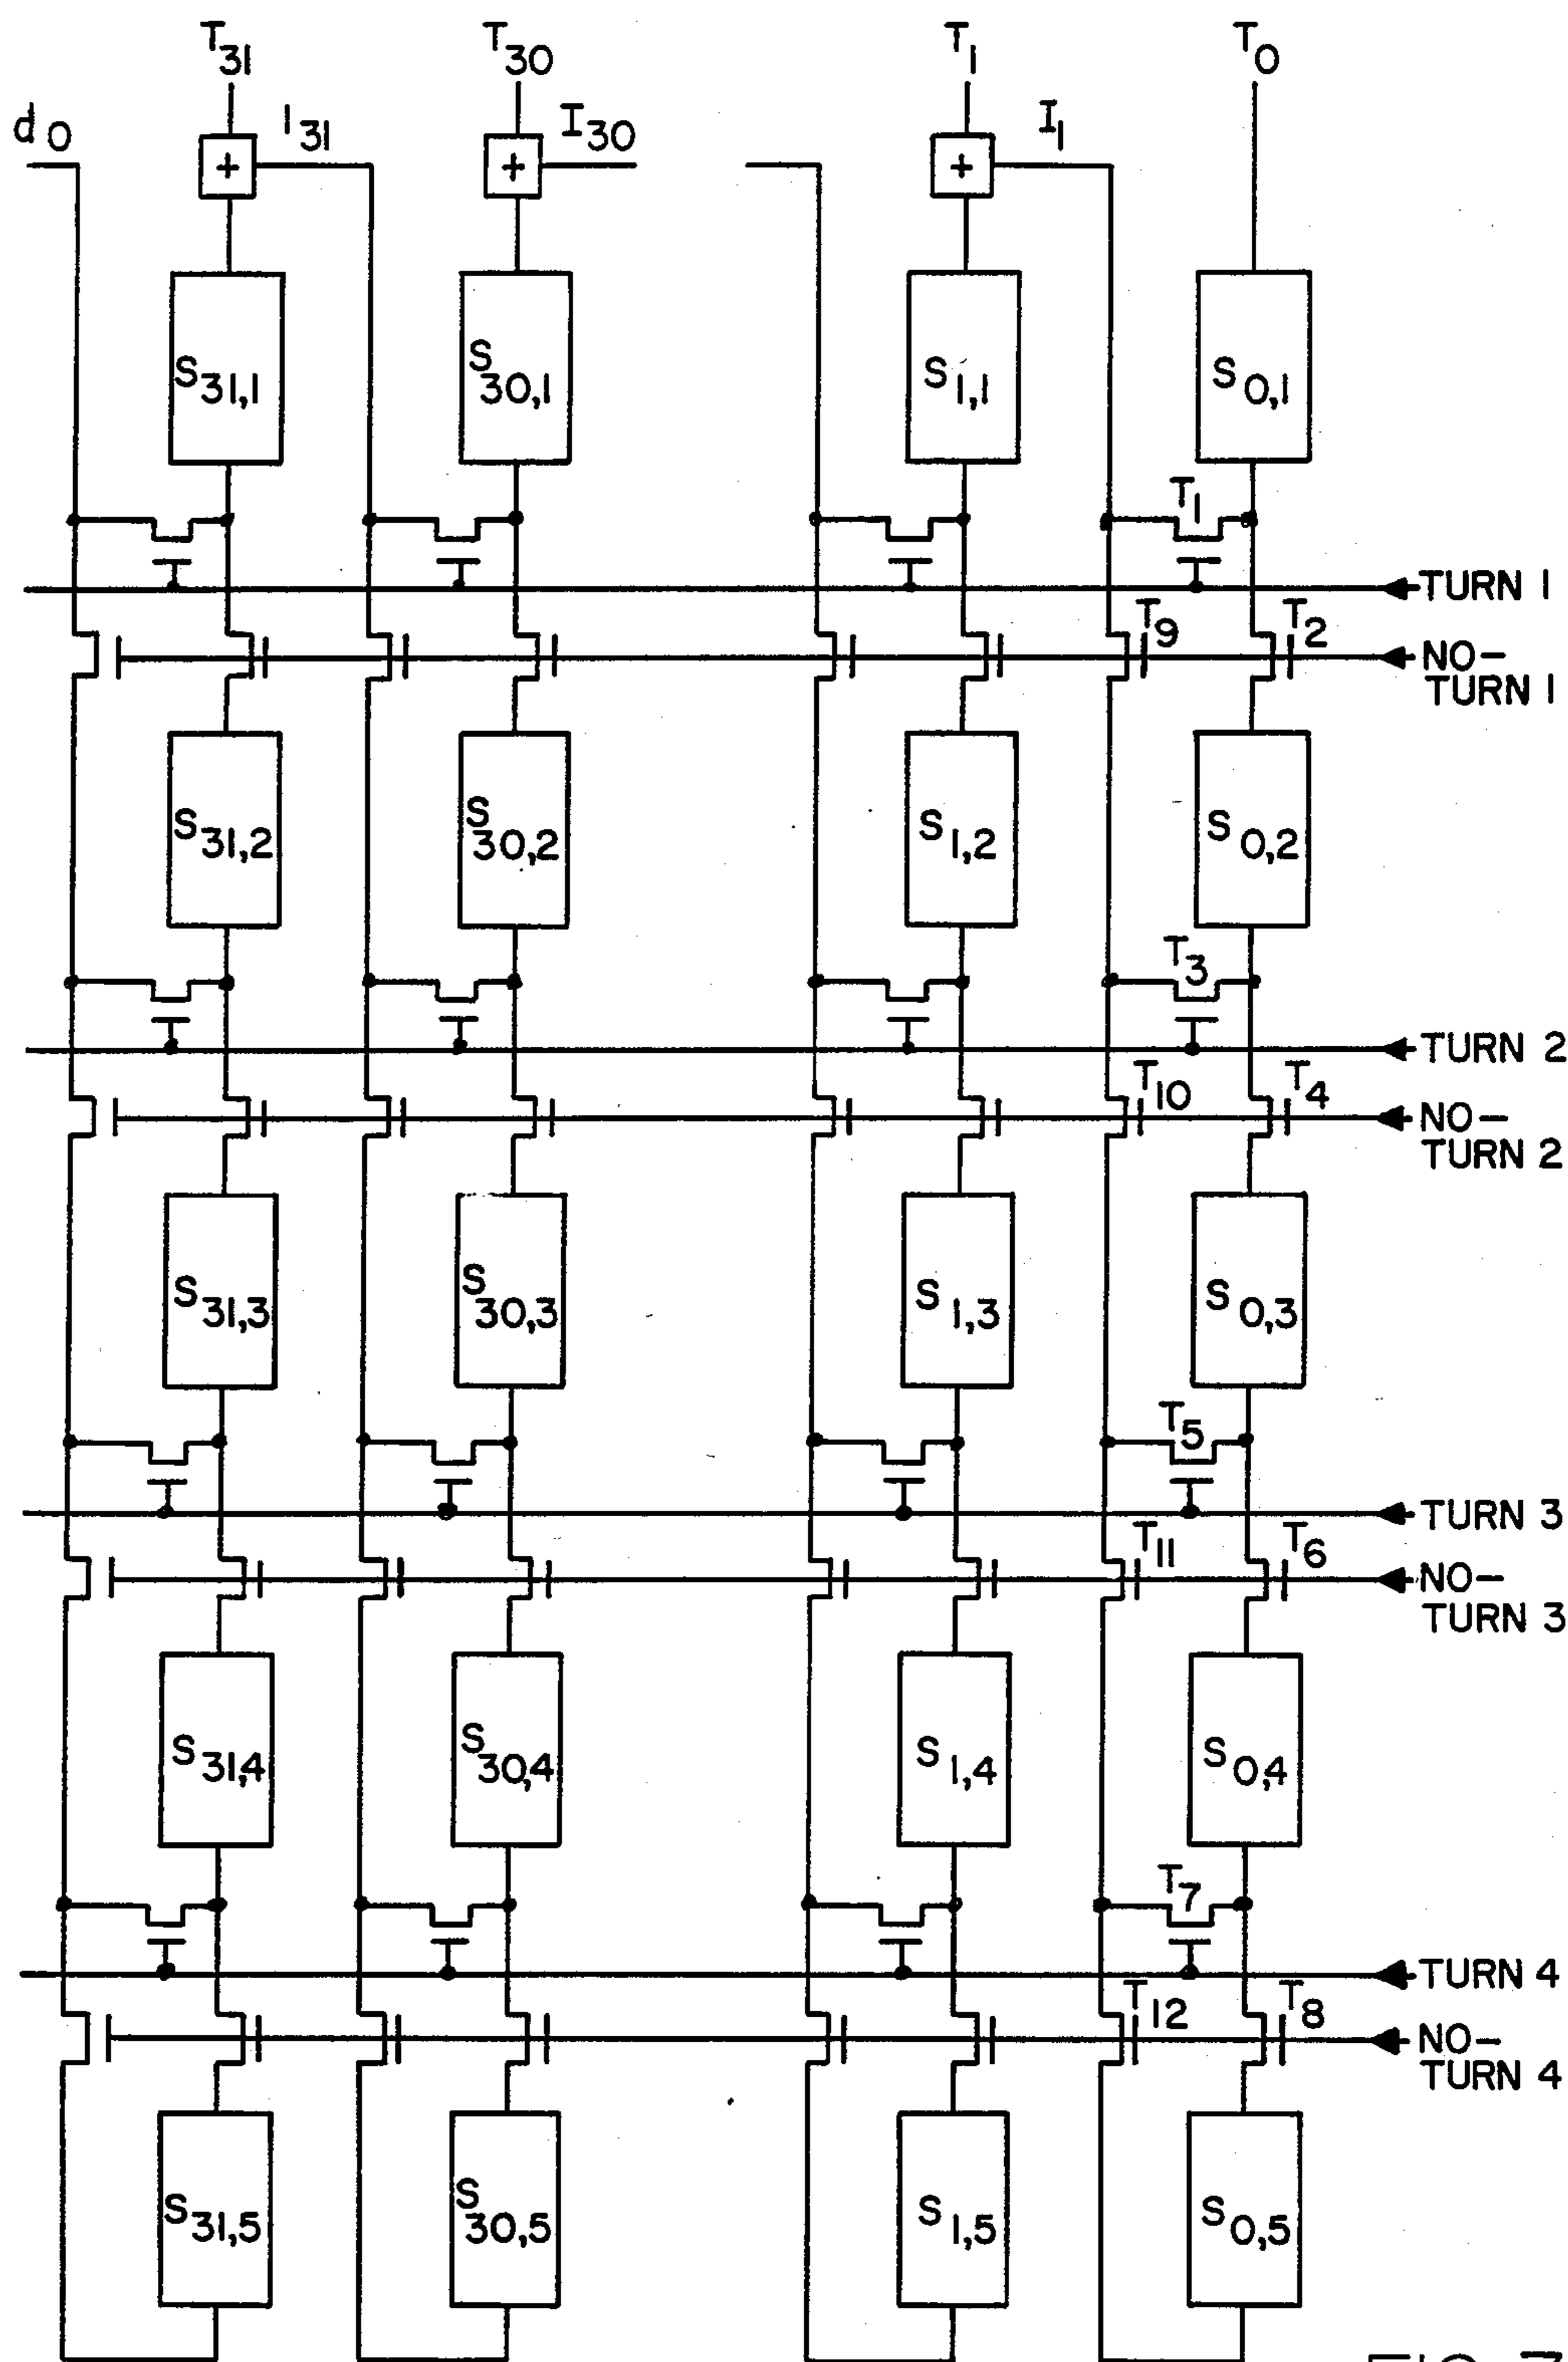 T31 T30 T1 T0
d0 I31 I30 I1
+ + +
S31,1 S30,1 S1,1 S0,1
T1
TURN 1
T9 T2
NO-
TURN 1
S31,2 S30,2 S1,2 S0,2
T3
TURN 2
T10 T4
NO-
TURN 2
S31,3 S30,3 S1,3 S0,3
T5
TURN 3
T11 T6
NO-
TURN 3
S31,4 S30,4 S1,4 S0,4
T7
TURN 4
T12 T8
NO-
TURN 4
S31,5 S30,5 S1,5 S0,5